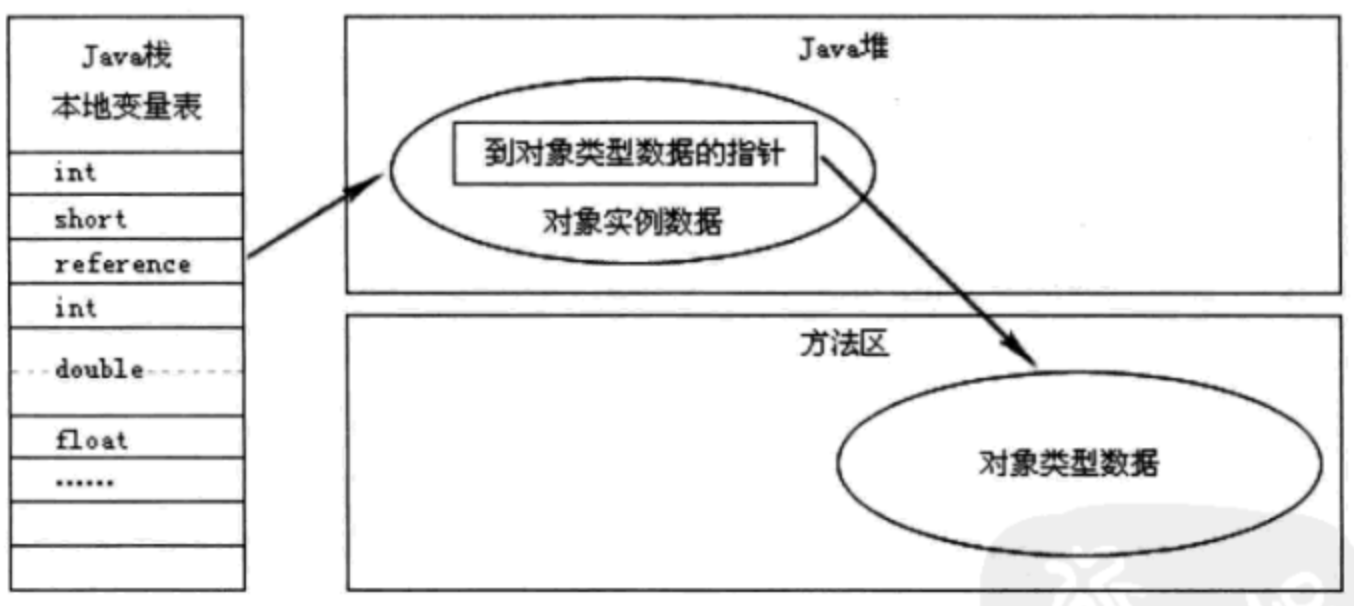 Java栈
本地变量表
int
short
reference
int
double
float
……
Java堆
到对象类型数据的指针
对象实例数据
方法区
对象类型数据